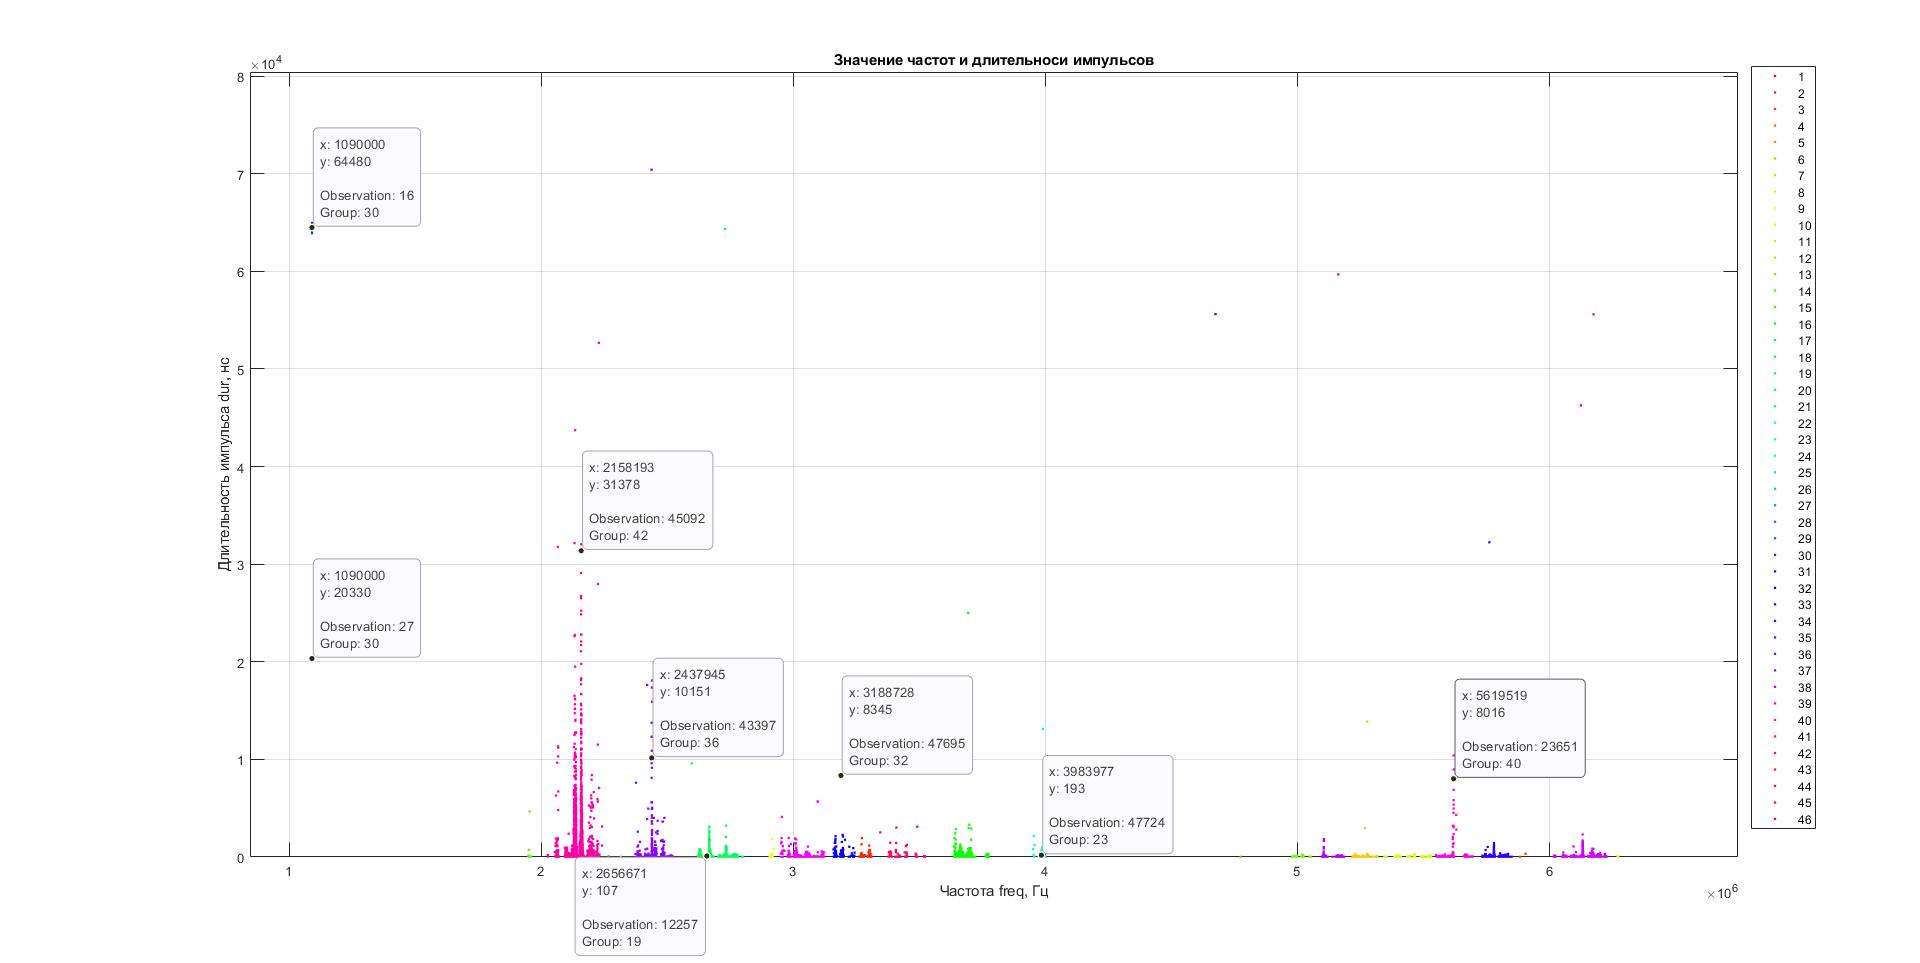 Значение частот и длительноси импульсов
×10⁴
8
7
6
5
4
3
2
1
0
Длительность импульса dur, нс
x: 1090000
y: 64480
Observation: 16
Group: 30
x: 2158193
y: 31378
Observation: 45092
Group: 42
x: 1090000
y: 20330
Observation: 27
Group: 30
x: 2437945
y: 10151
Observation: 43397
Group: 36
x: 3188728
y: 8345
Observation: 47695
Group: 32
x: 5619519
y: 8016
Observation: 23651
Group: 40
x: 3983977
y: 193
Observation: 47724
Group: 23
x: 2656671
y: 107
Observation: 12257
Group: 19
1 2 3 4 5 6
Частота freq, Гц
×10⁶
1
2
3
4
5
6
7
8
9
10
11
12
13
14
15
16
17
18
19
20
21
22
23
24
25
26
27
28
29
30
31
32
33
34
35
36
37
38
39
40
41
42
43
44
45
46